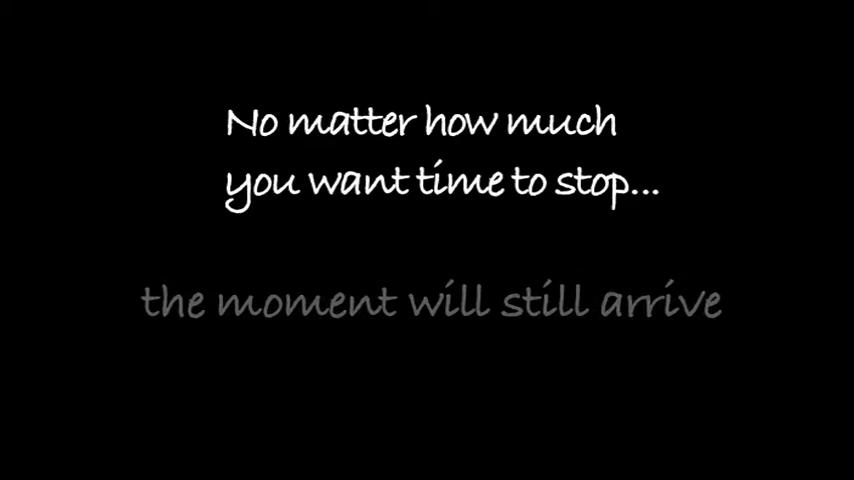 No matter how much
you want time to stop...
the moment will still arrive